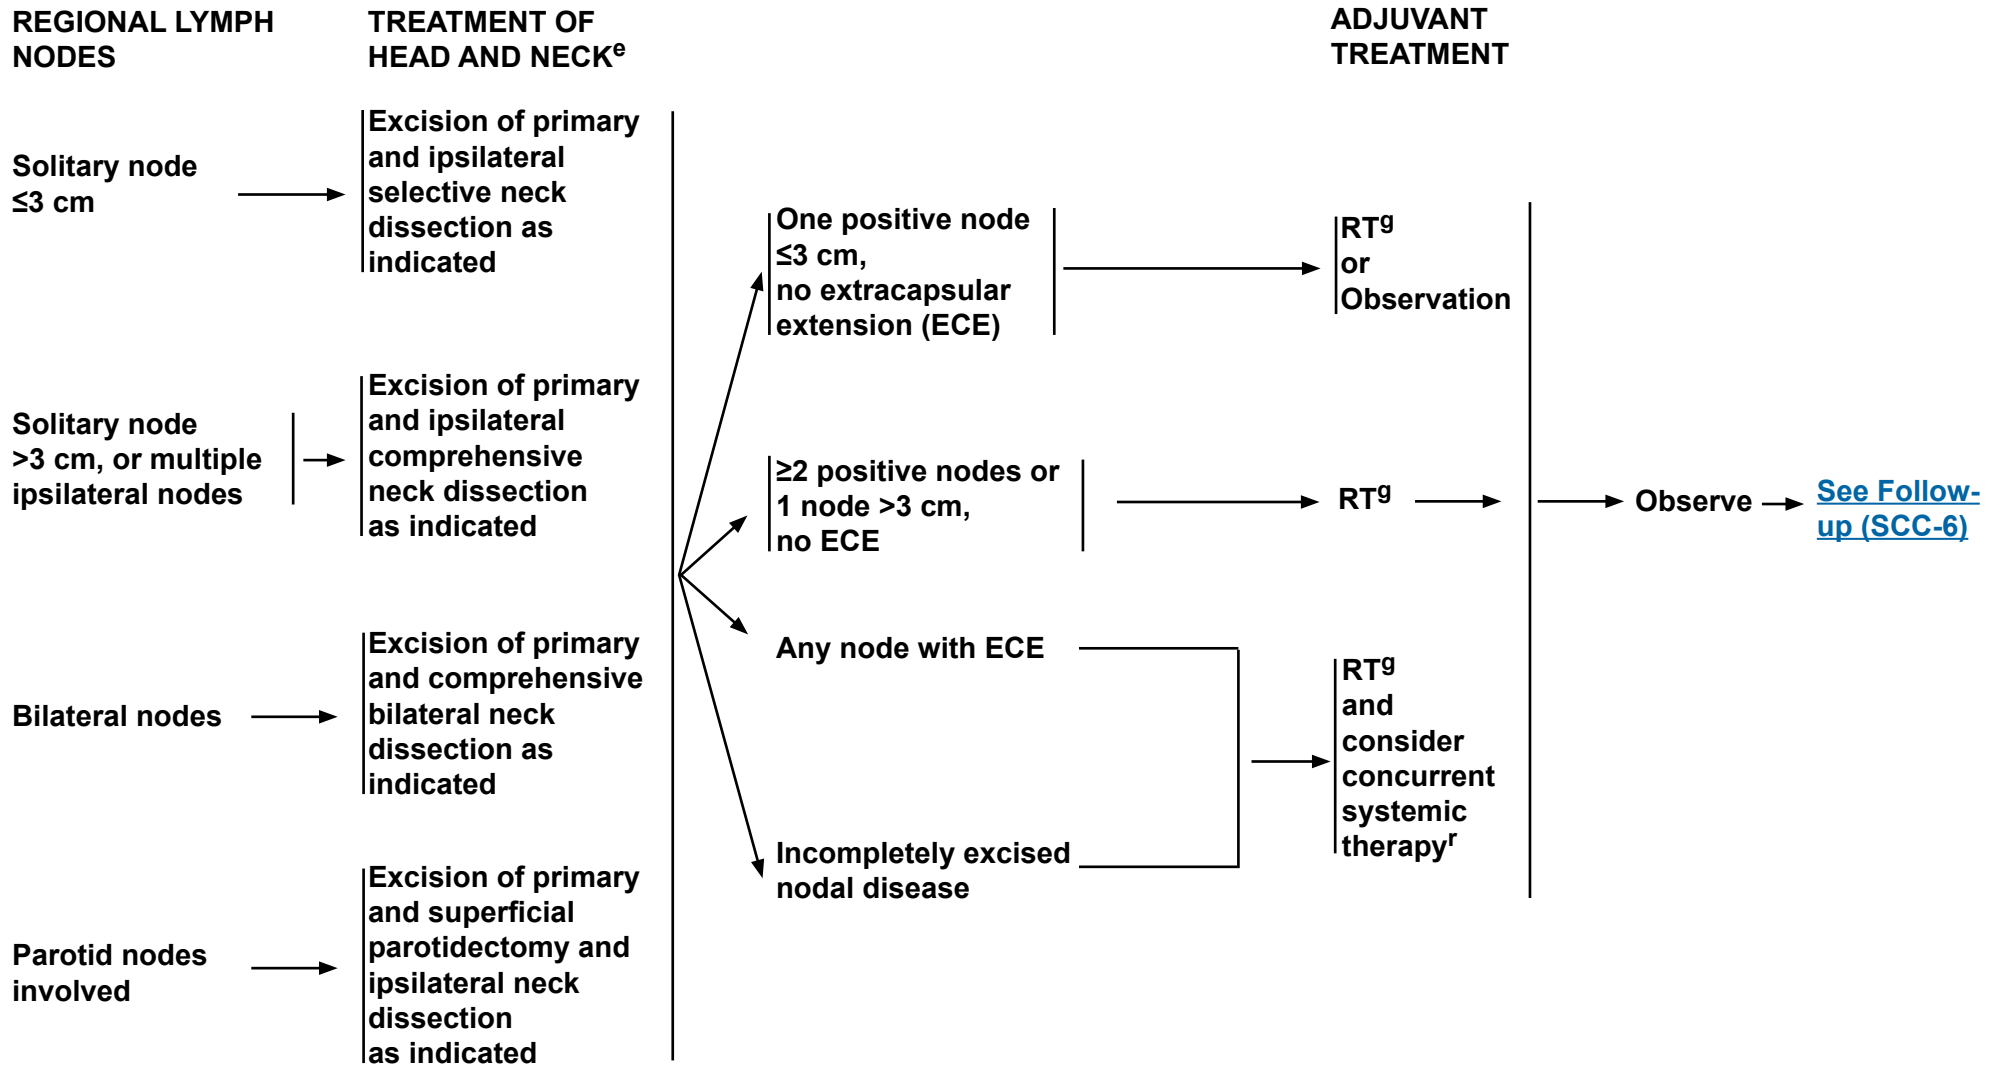 REGIONAL LYMPH
NODES
TREATMENT OF
HEAD AND NECKe
ADJUVANT
TREATMENT
Solitary node
≤3 cm
Excision of primary
and ipsilateral
selective neck
dissection as
indicated
Solitary node
>3 cm, or multiple
ipsilateral nodes
Excision of primary
and ipsilateral
comprehensive
neck dissection
as indicated
Bilateral nodes
Excision of primary
and comprehensive
bilateral neck
dissection as
indicated
Parotid nodes
involved
Excision of primary
and superficial
parotidectomy and
ipsilateral neck
dissection
as indicated
One positive node
≤3 cm,
no extracapsular
extension (ECE)
RTg
or
Observation
≥2 positive nodes or
1 node >3 cm,
no ECE
RTg
Any node with ECE
Incompletely excised
nodal disease
RTg
and
consider
concurrent
systemic
therapyr
Observe
See Follow-
up (SCC-6)